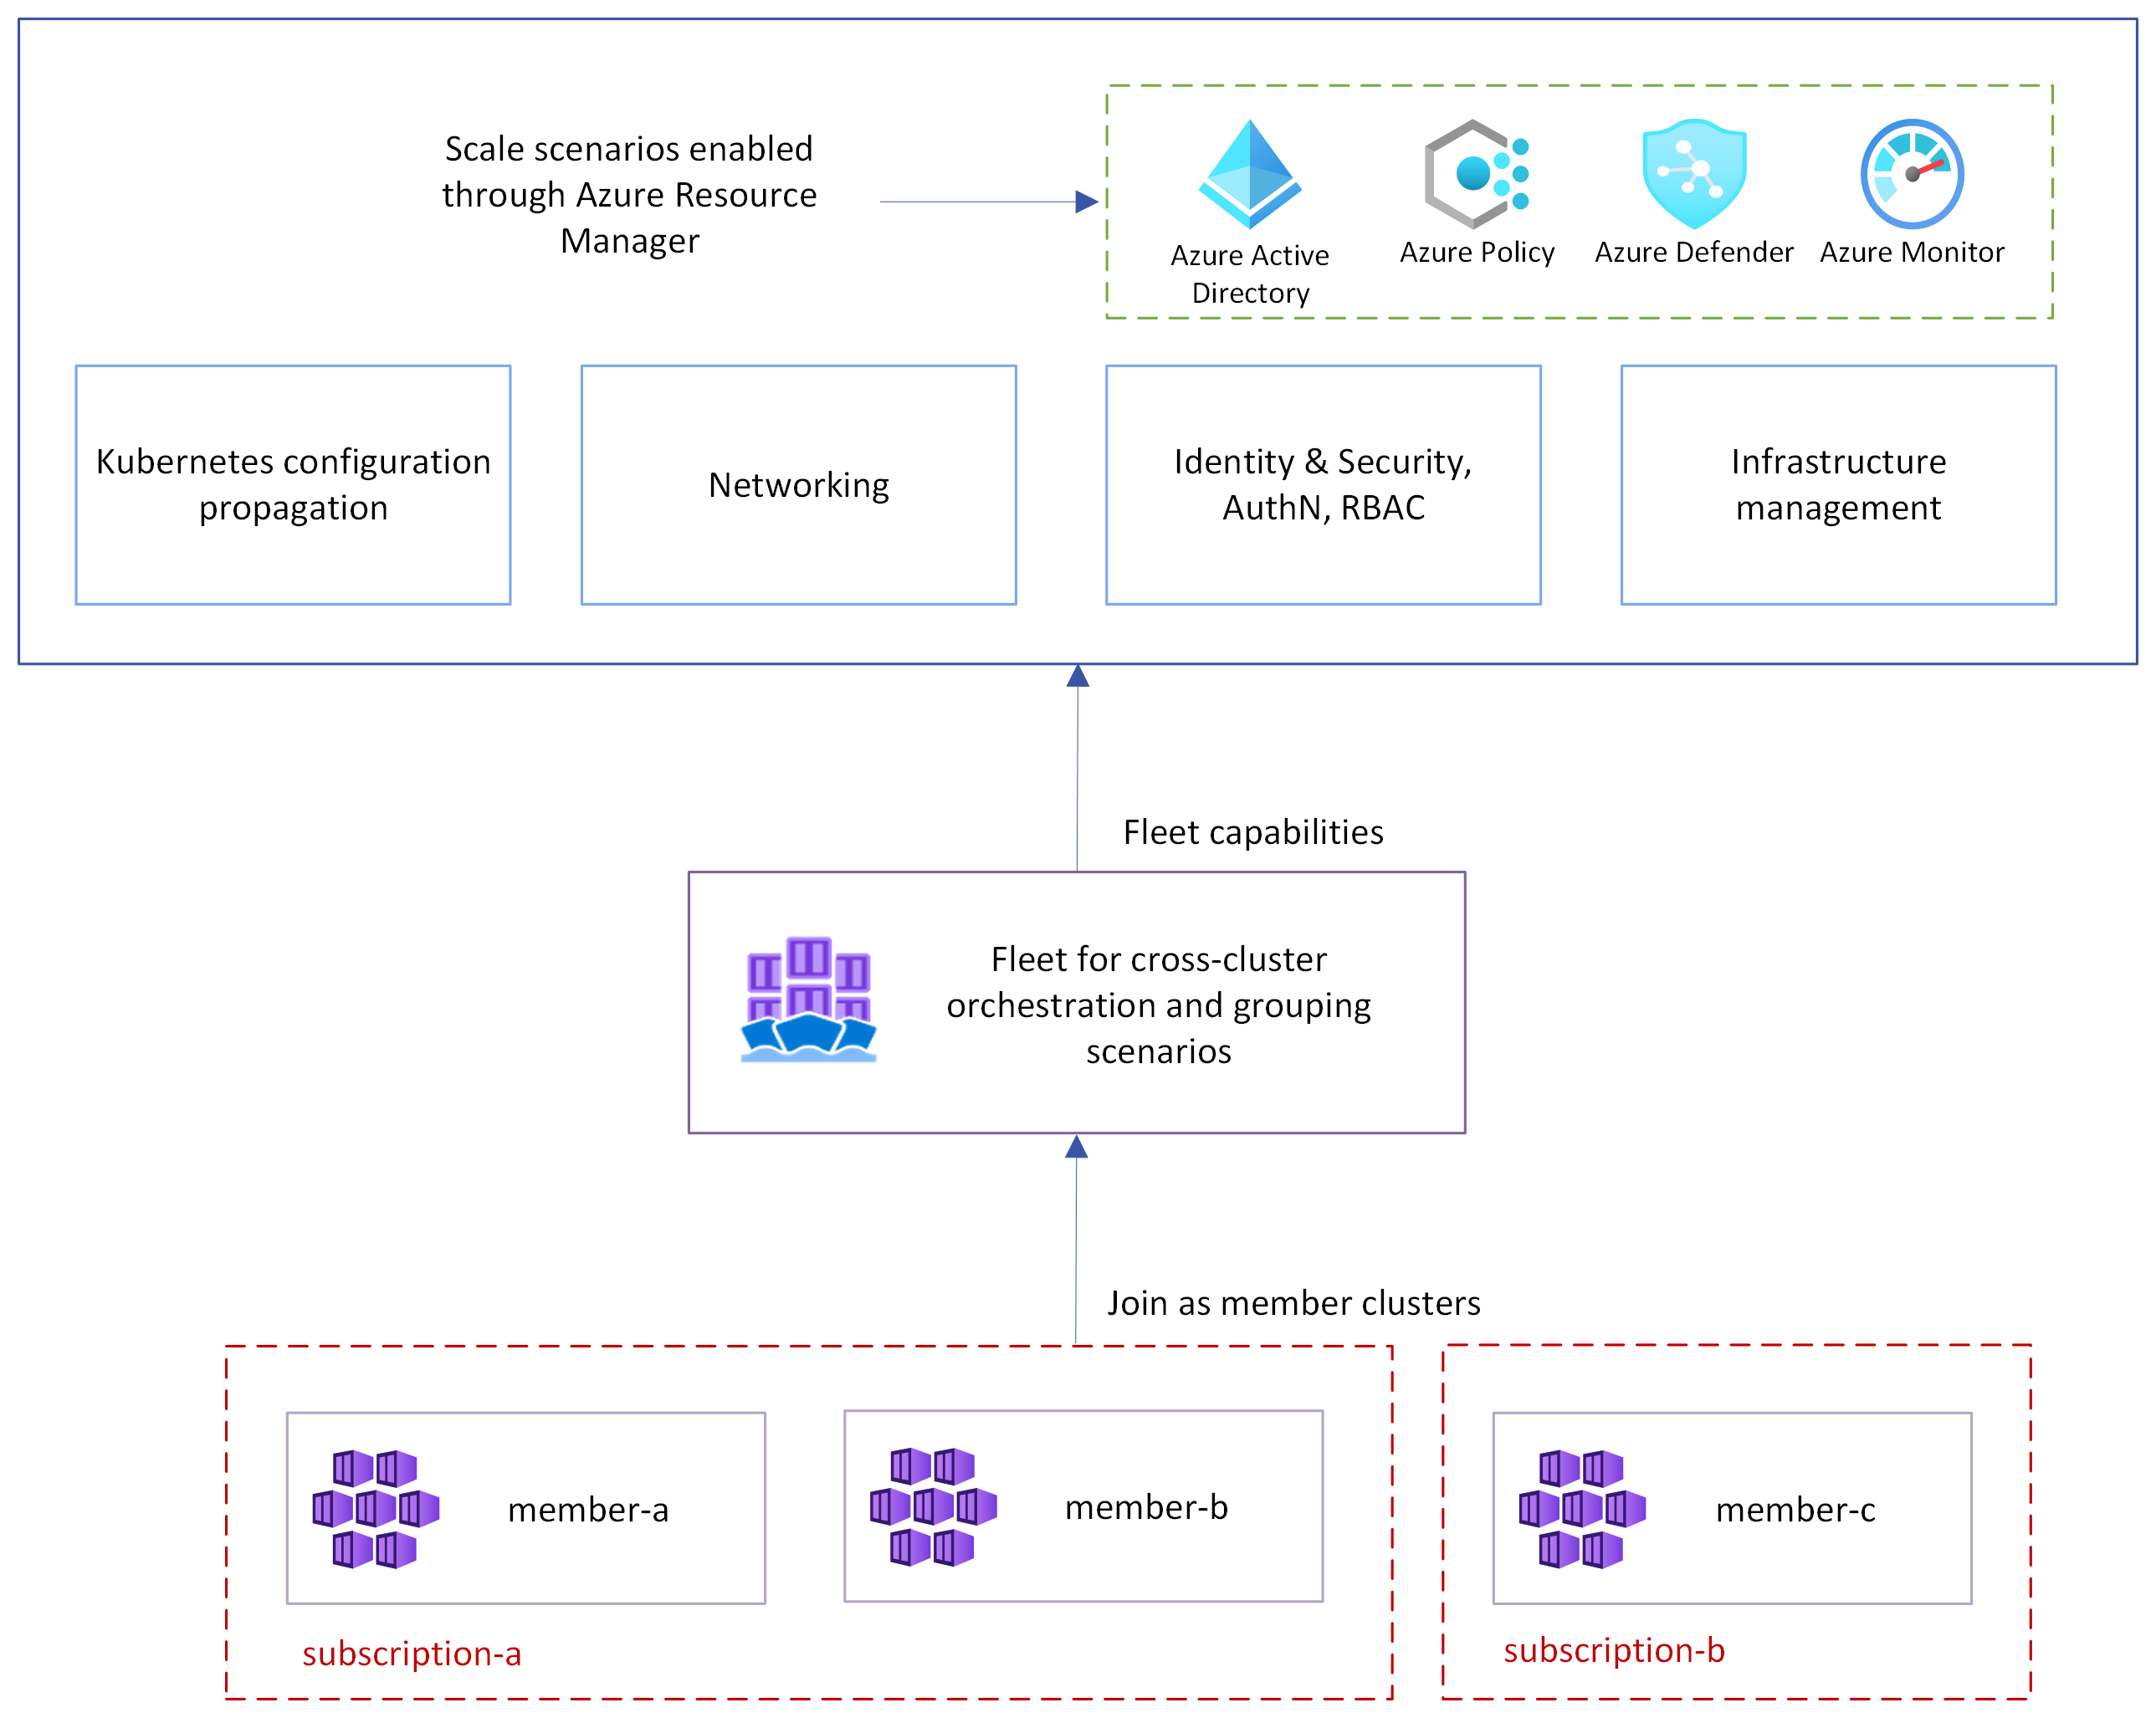 Scale scenarios enabled
through Azure Resource
Manager
Azure Active
Directory
Azure Policy
Azure Defender
Azure Monitor
Kubernetes configuration
propagation
Networking
Identity & Security,
AuthN, RBAC
Infrastructure
management
Fleet capabilities
Fleet for cross-cluster
orchestration and grouping
scenarios
Join as member clusters
member-a
member-b
member-c
subscription-a
subscription-b